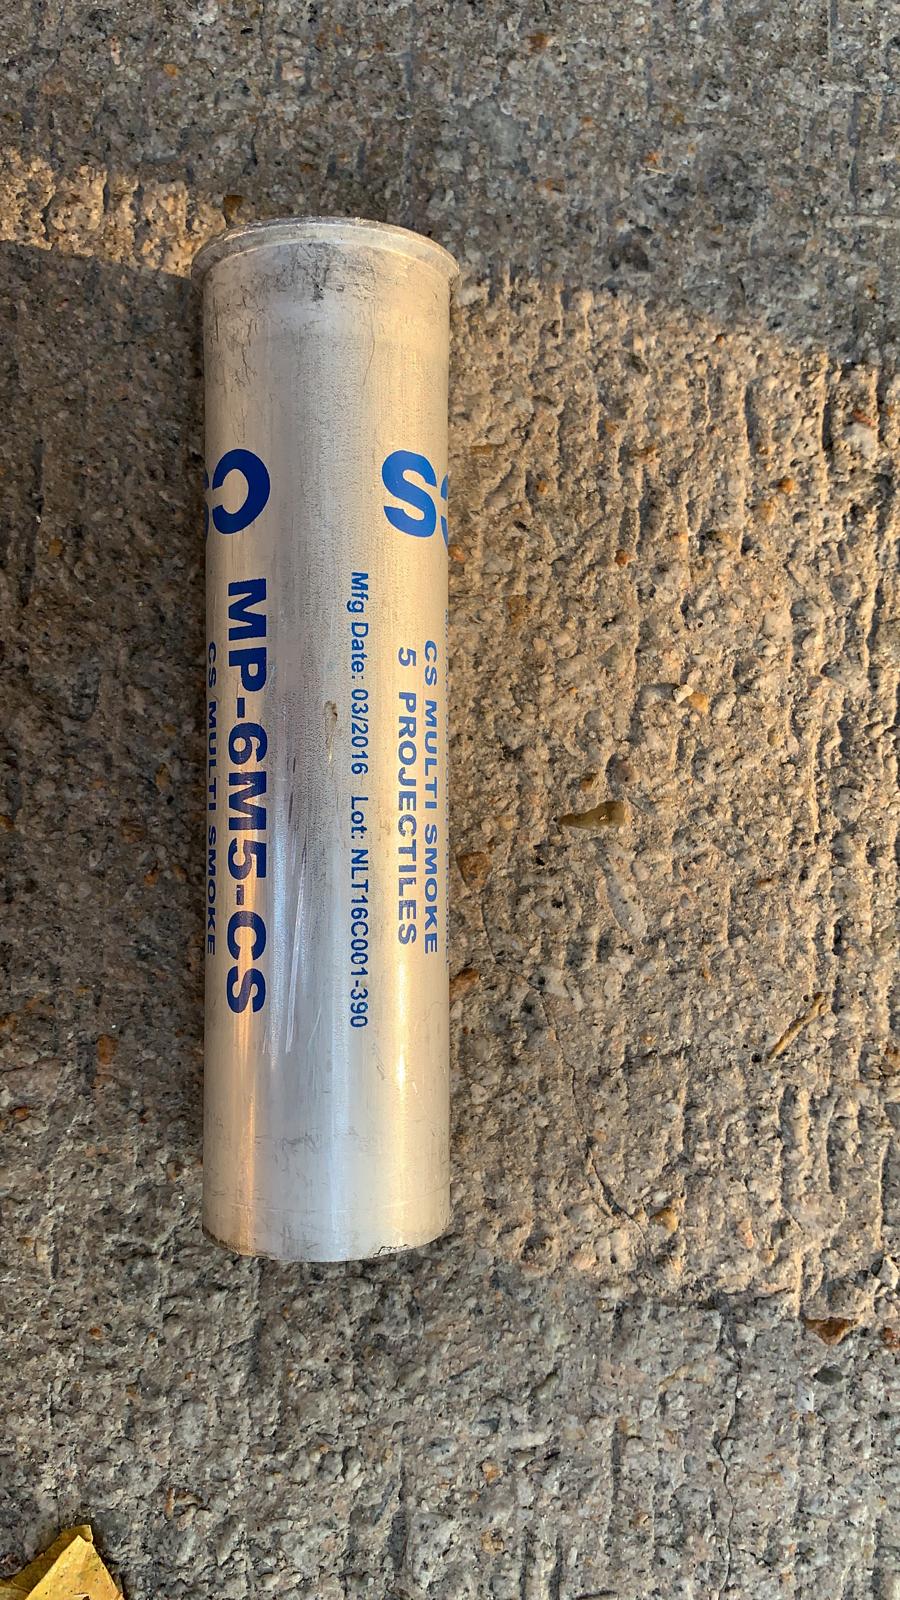 C
MP-6M5-CS
CS MULTI SMOKE
Mfg Date: 03/2016 Lot: NLT16C001-390
S
CS MULTI SMOKE
5 PROJECTILES